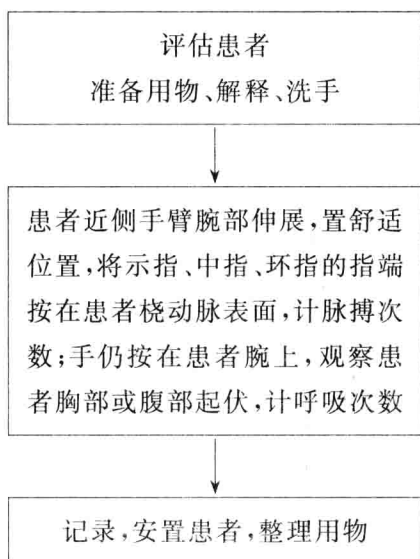 评估患者
准备用物、解释、洗手
患者近侧手臂腕部伸展,置舒适
位置,将示指、中指、环指的指端
按在患者桡动脉表面,计脉搏次
数;手仍按在患者腕上,观察患
者胸部或腹部起伏,计呼吸次数
记录,安置患者,整理用物